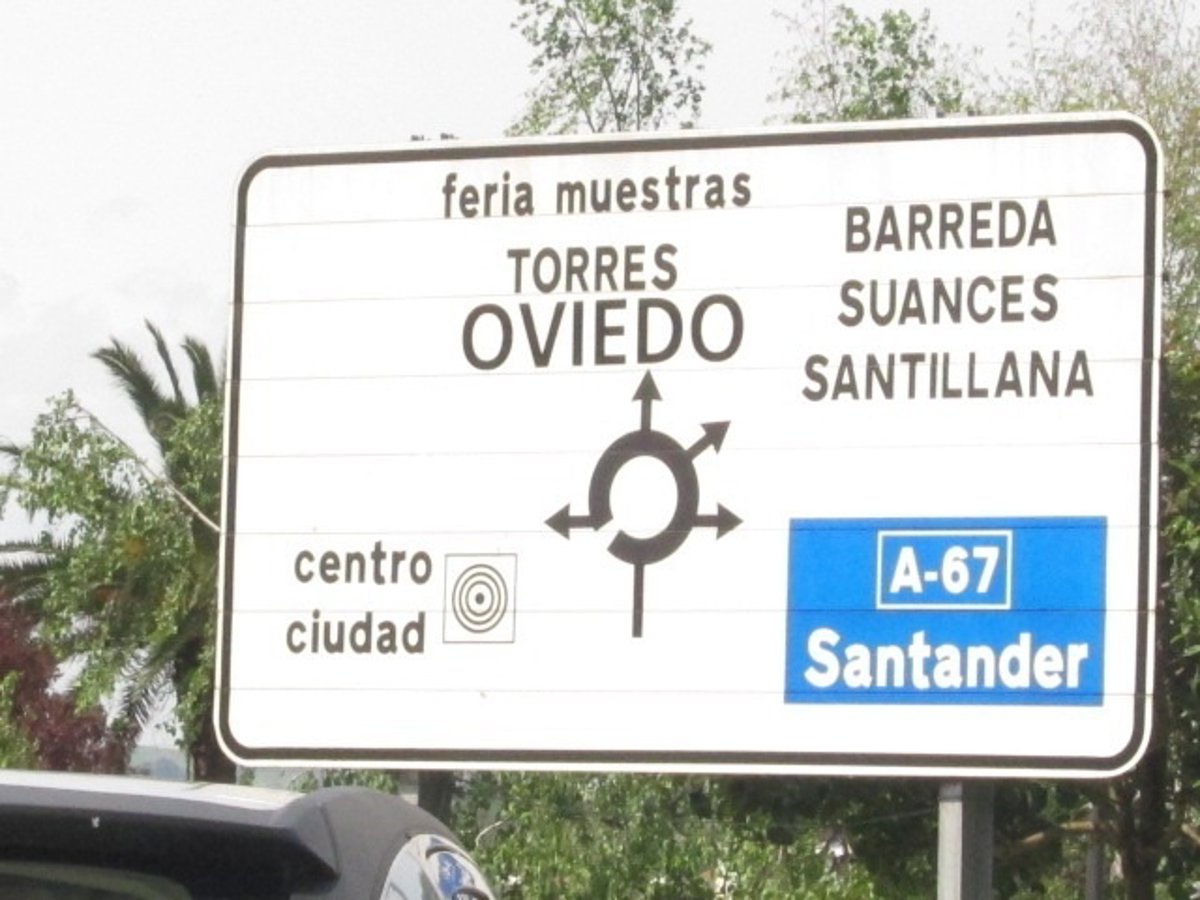 feria muestras
TORRES
OVIEDO
BARREDA
SUANCES
SANTILLANA
centro
ciudad
A-67
Santander